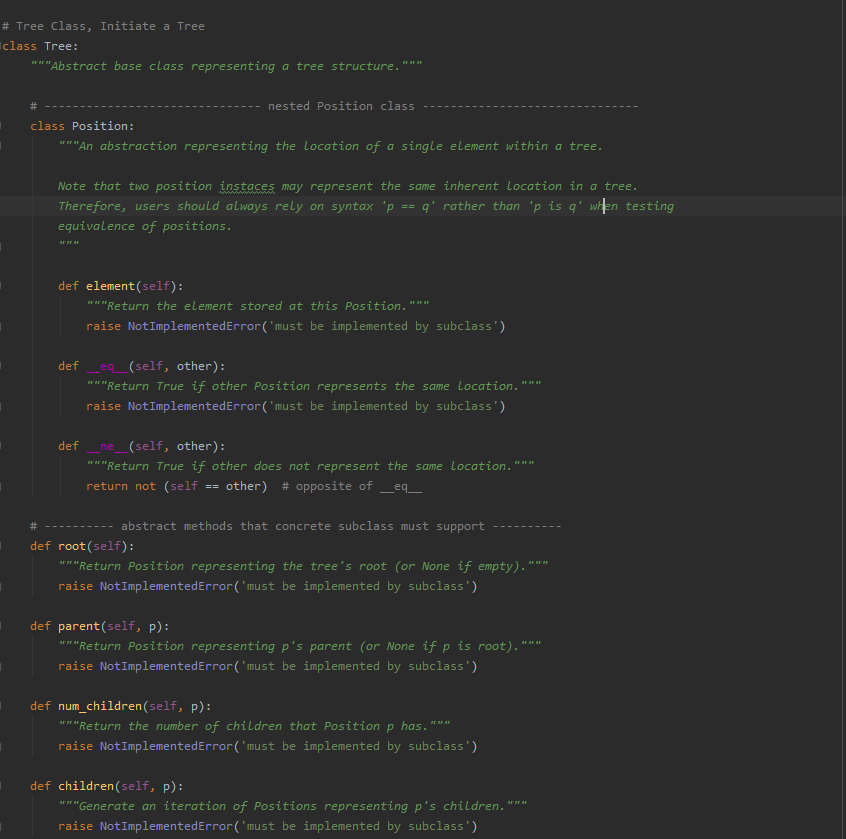 # Tree Class, Initiate a Tree
class Tree:
"""Abstract base class representing a tree structure."""
# ------------------------------- nested Position class -------------------------------
class Position:
"""An abstraction representing the location of a single element within a tree.
Note that two position instaces may represent the same inherent location in a tree.
Therefore, users should always rely on syntax 'p == q' rather than 'p is q' when testing
equivalence of positions.
"""
def element(self):
"""Return the element stored at this Position."""
raise NotImplementedError('must be implemented by subclass')
def __eq__(self, other):
"""Return True if other Position represents the same location."""
raise NotImplementedError('must be implemented by subclass')
def __ne__(self, other):
"""Return True if other does not represent the same location."""
return not (self == other)  # opposite of __eq__
# ---------- abstract methods that concrete subclass must support ----------
def root(self):
"""Return Position representing the tree's root (or None if empty)."""
raise NotImplementedError('must be implemented by subclass')
def parent(self, p):
"""Return Position representing p's parent (or None if p is root)."""
raise NotImplementedError('must be implemented by subclass')
def num_children(self, p):
"""Return the number of children that Position p has."""
raise NotImplementedError('must be implemented by subclass')
def children(self, p):
"""Generate an iteration of Positions representing p's children."""
raise NotImplementedError('must be implemented by subclass')